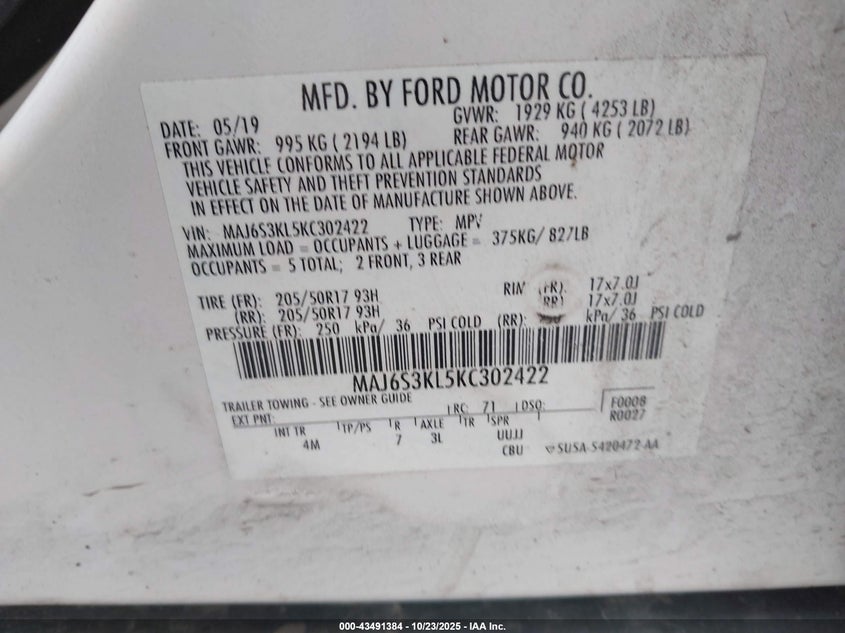 MFD. BY FORD MOTOR CO.
DATE: 05/19 GVWR: 1929 KG ( 4253 LB)
FRONT GAWR: 995 KG ( 2194 LB) REAR GAWR: 940 KG ( 2072 LB)
THIS VEHICLE CONFORMS TO ALL APPLICABLE FEDERAL MOTOR
VEHICLE SAFETY AND THEFT PREVENTION STANDARDS
IN EFFECT ON THE DATE OF MANUFACTURE SHOWN ABOVE.
VIN: MAJ6S3KL5KC302422 TYPE: MPV
MAXIMUM LOAD = OCCUPANTS + LUGGAGE = 375KG/ 827LB
OCCUPANTS = 5 TOTAL; 2 FRONT, 3 REAR
TIRE (FR): 205/50R17 93H (FR): 17x7.0J
(RR): 205/50R17 93H 17x7.0J
PRESSURE (FR): 250 kPa/ 36 PSI COLD (RR): kPa/ 36 PSI COLD
MAJ6S3KL5KC302422
TRAILER TOWING - SEE OWNER GUIDE
EXT PNT: RC: 71 DSO: F0008
R0027
INT TR TP/PS R AXLE TR SPR
4M 7 3L UUJJ
CBU SUSA-5420472-AA
000-43491384 | 10/23/2025 - IAA Inc.